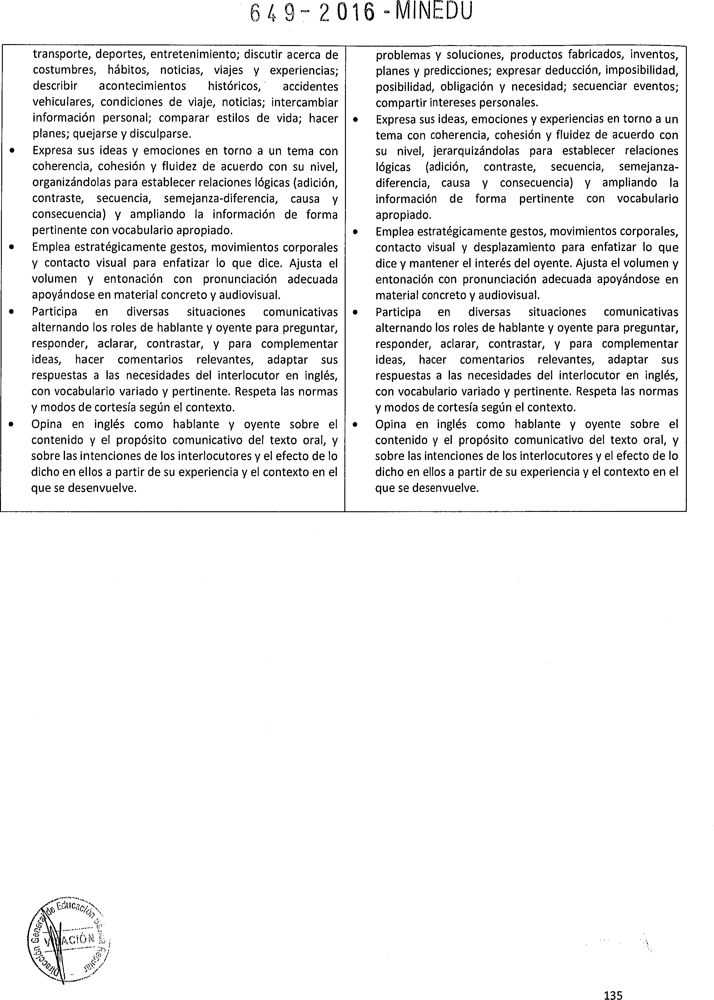 649-2016-MINEDU
transporte, deportes, entretenimiento; discutir acerca de
costumbres, hábitos, noticias, viajes y experiencias;
describir acontecimientos históricos, accidentes
vehiculares, condiciones de viaje, noticias; intercambiar
información personal; comparar estilos de vida; hacer
planes; quejarse y disculparse.
• Expresa sus ideas y emociones en torno a un tema con
coherencia, cohesión y fluidez de acuerdo con su nivel,
organizándolas para establecer relaciones lógicas (adición,
contraste, secuencia, semejanza-diferencia, causa y
consecuencia) y ampliando la información de forma
pertinente con vocabulario apropiado.
• Emplea estratégicamente gestos, movimientos corporales
y contacto visual para enfatizar lo que dice. Ajusta el
volumen y entonación con pronunciación adecuada
apoyándose en material concreto y audiovisual.
• Participa en diversas situaciones comunicativas
alternando los roles de hablante y oyente para preguntar,
responder, aclarar, contrastar, y para complementar
ideas, hacer comentarios relevantes, adaptar sus
respuestas a las necesidades del interlocutor en inglés,
con vocabulario variado y pertinente. Respeta las normas
y modos de cortesía según el contexto.
• Opina en inglés como hablante y oyente sobre el
contenido y el propósito comunicativo del texto oral, y
sobre las intenciones de los interlocutores y el efecto de lo
dicho en ellos a partir de su experiencia y el contexto en el
que se desenvuelve.
problemas y soluciones, productos fabricados, inventos,
planes y predicciones; expresar deducción, imposibilidad,
posibilidad, obligación y necesidad; secuenciar eventos;
compartir intereses personales.
• Expresa sus ideas, emociones y experiencias en torno a un
tema con coherencia, cohesión y fluidez de acuerdo con
su nivel, jerarquizándolas para establecer relaciones
lógicas (adición, contraste, secuencia, semejanza-
diferencia, causa y consecuencia) y ampliando la
información de forma pertinente con vocabulario
apropiado.
• Emplea estratégicamente gestos, movimientos corporales,
contacto visual y desplazamiento para enfatizar lo que
dice y mantener el interés del oyente. Ajusta el volumen y
entonación con pronunciación adecuada apoyándose en
material concreto y audiovisual.
• Participa en diversas situaciones comunicativas
alternando los roles de hablante y oyente para preguntar,
responder, aclarar, contrastar, y para complementar
ideas, hacer comentarios relevantes, adaptar sus
respuestas a las necesidades del interlocutor en inglés,
con vocabulario variado y pertinente. Respeta las normas
y modos de cortesía según el contexto.
• Opina en inglés como hablante y oyente sobre el
contenido y el propósito comunicativo del texto oral, y
sobre las intenciones de los interlocutores y el efecto de lo
dicho en ellos a partir de su experiencia y el contexto en el
que se desenvuelve.
Dirección General de Educación Básica Regular
135